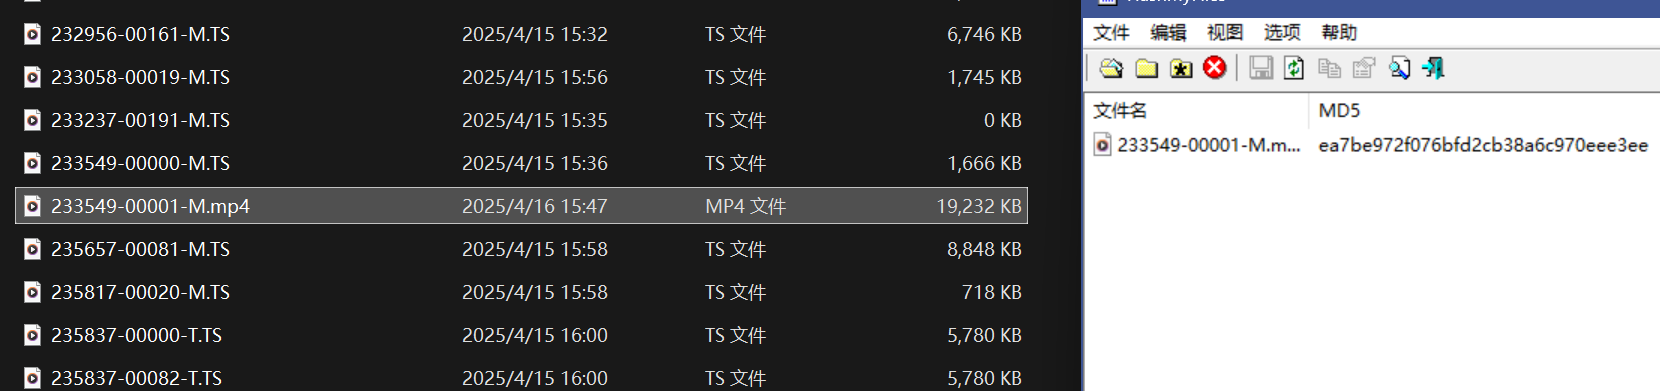 232956-00161-M.TS 2025/4/15 15:32 TS 文件 6,746 KB
233058-00019-M.TS 2025/4/15 15:56 TS 文件 1,745 KB
233237-00191-M.TS 2025/4/15 15:35 TS 文件 0 KB
233549-00000-M.TS 2025/4/15 15:36 TS 文件 1,666 KB
233549-00001-M.mp4 2025/4/16 15:47 MP4 文件 19,232 KB
235657-00081-M.TS 2025/4/15 15:58 TS 文件 8,848 KB
235817-00020-M.TS 2025/4/15 15:58 TS 文件 718 KB
235837-00000-T.TS 2025/4/15 16:00 TS 文件 5,780 KB
235837-00082-T.TS 2025/4/15 16:00 TS 文件 5,780 KB
文件 编辑 视图 选项 帮助
文件名 MD5
233549-00001-M.m... ea7be972f076bfd2cb38a6c970eee3ee